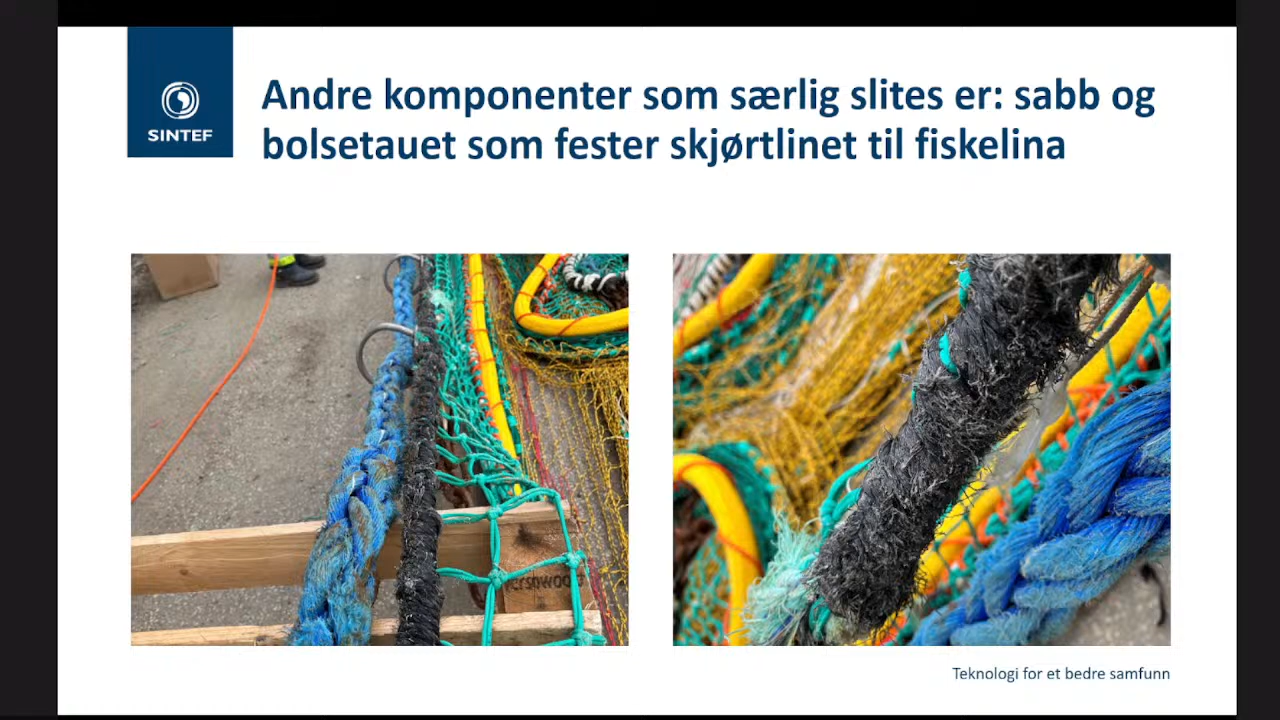 SINTEF
Andre komponenter som særlig slites er: sabb og
bolsetauet som fester skjørtlinet til fiskelina
Teknologi for et bedre samfunn